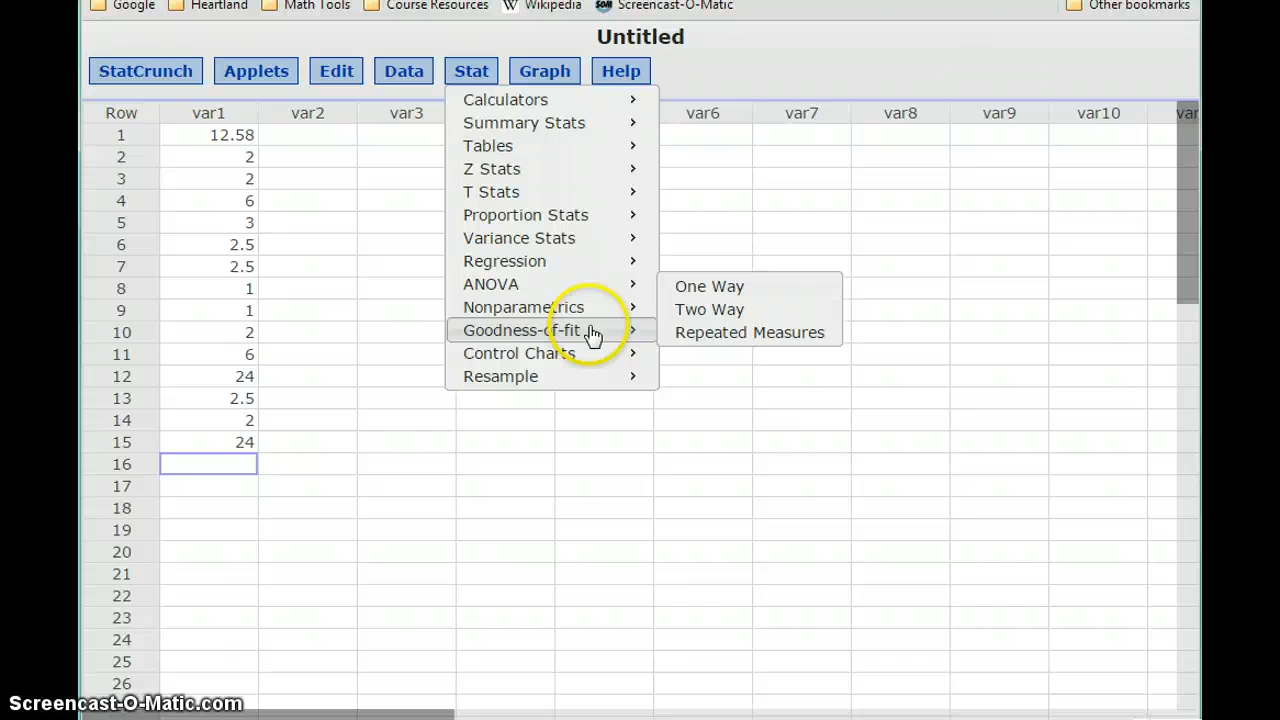 Google Heartland Math Tools Course Resources W Wikipedia SOM Screencast-O-Matic Other bookmarks
Untitled
StatCrunch Applets Edit Data Stat Graph Help
Row var1 var2 var3 var6 var7 var8 var9 var10 var
Calculators
Summary Stats
Tables
Z Stats
T Stats
Proportion Stats
Variance Stats
Regression
ANOVA
Nonparametrics
Goodness-of-fit
Control Charts
Resample
One Way
Two Way
Repeated Measures
1 12.58
2 2
3 2
4 6
5 3
6 2.5
7 2.5
8 1
9 1
10 2
11 6
12 24
13 2.5
14 2
15 24
16
17
18
19
20
21
22
23
24
25
26
Screencast-O-Matic.com